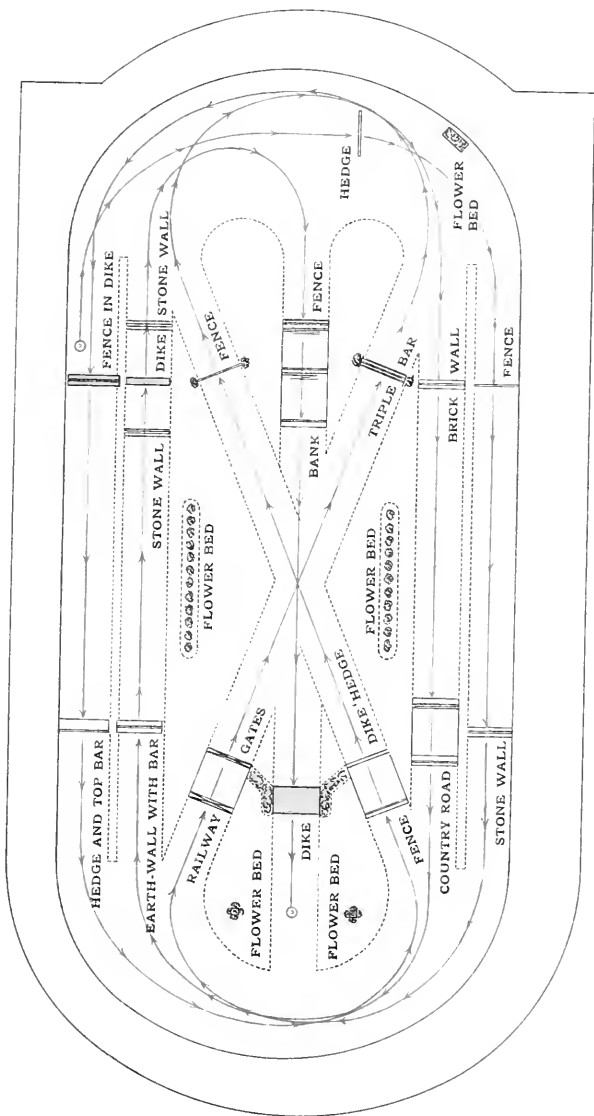 FENCE IN DIKE
HEDGE AND TOP BAR
STONE WALL
DIKE
STONE WALL
EARTH-WALL WITH BAR
FENCE
GATES
RAILWAY
FLOWER BED
FENCE
BANK
DIKE
FLOWER BED
FLOWER BED
HEDGE
TRIPLE BAR
FLOWER BED
DIKE, HEDGE
FENCE
BRICK WALL
COUNTRY ROAD
FLOWER
BED
FENCE
STONE WALL